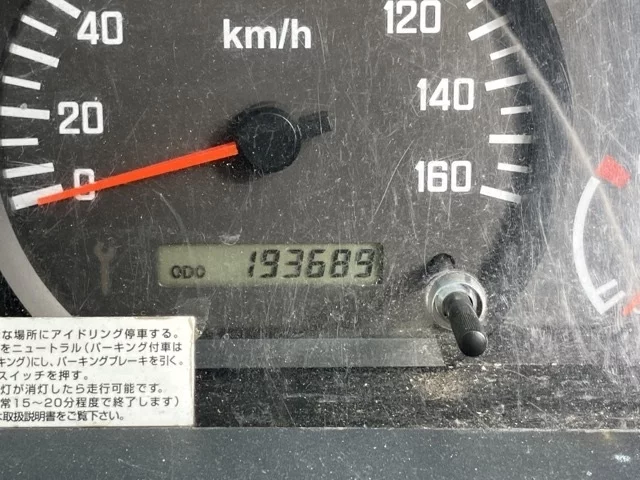 40
km/h
120
20
140
0
160
ODO 193689
な場所にアイドリング停車する。
をニュートラル(パーキング付車は
キング)にし、パーキングブレーキを引く。
スイッチを押す。
灯が消灯したら走行可能です。
常15〜20分程度で終了します)
は取扱説明書をご覧下さい。